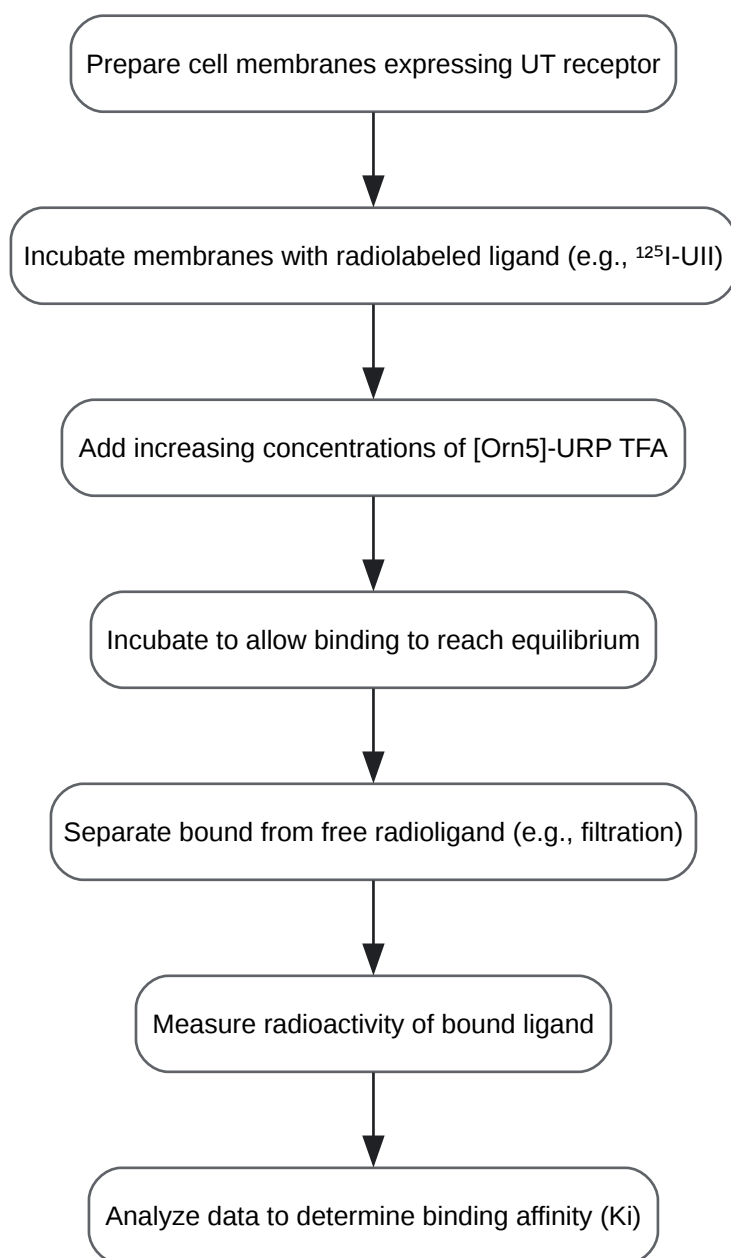 Prepare cell membranes expressing UT receptor
Incubate membranes with radiolabeled ligand (e.g., ¹²⁵I-UII)
Add increasing concentrations of [Orn5]-URP TFA
Incubate to allow binding to reach equilibrium
Separate bound from free radioligand (e.g., filtration)
Measure radioactivity of bound ligand
Analyze data to determine binding affinity (Ki)